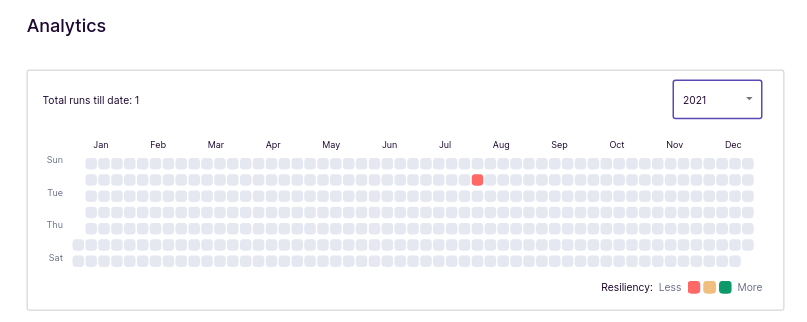 Analytics
Total runs till date: 1
2021
Jan Feb Mar Apr May Jun Jul Aug Sep Oct Nov Dec
Sun
Tue
Thu
Sat
Resiliency: Less More